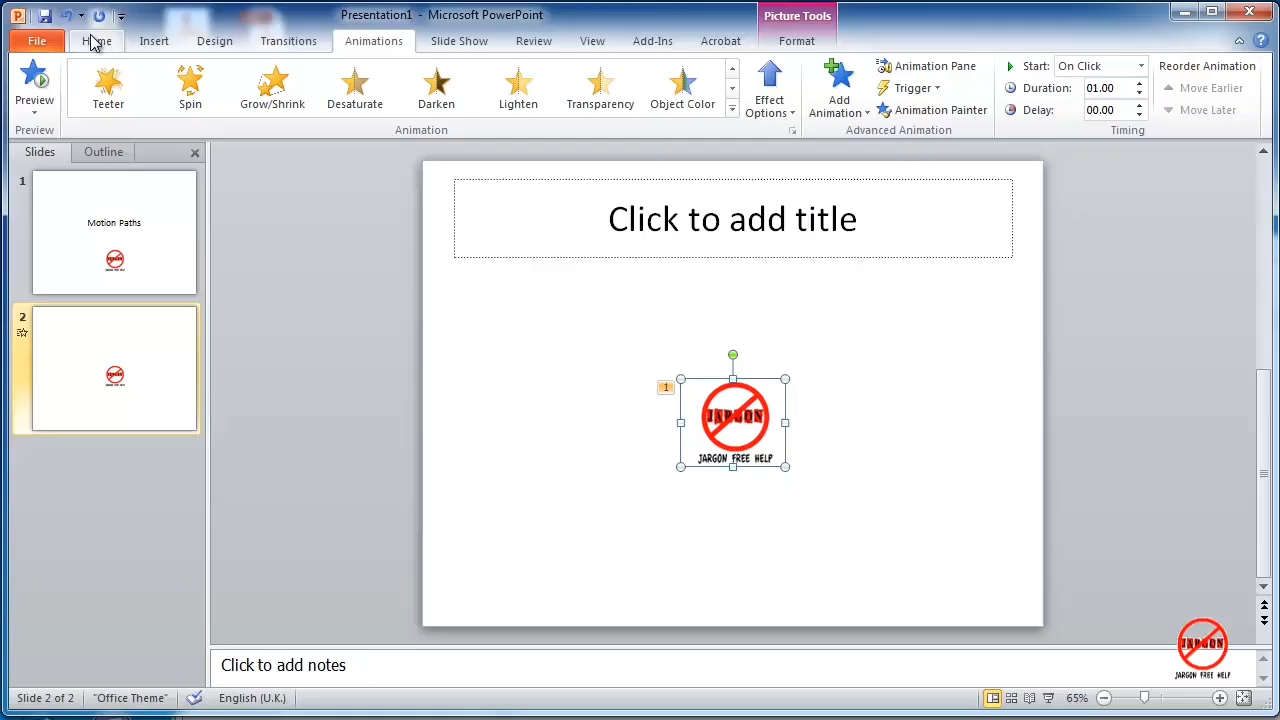 Presentation1 - Microsoft PowerPoint
Picture Tools
File Home Insert Design Transitions Animations Slide Show Review View Add-Ins Acrobat Format
Preview
Teeter Spin Grow/Shrink Desaturate Darken Lighten Transparency Object Color
Effect Options
Add Animation
Animation Pane
Trigger
Animation Painter
Start: On Click
Duration: 01.00
Delay: 00.00
Reorder Animation
Move Earlier
Move Later
Preview Animation Advanced Animation Timing
Slides Outline
1
Motion Paths
2
Click to add title
1
JARGON
JARGON FREE HELP
Click to add notes
JARGON
JARGON FREE HELP
Slide 2 of 2 "Office Theme" English (U.K.) 65%